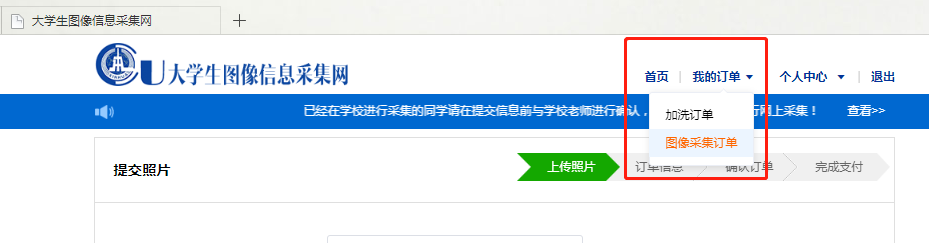 大学生图像信息采集网
U大学生图像信息采集网
首页 我的订单 个人中心 退出
已经在学校进行采集的同学请在提交信息前与学校老师进行确认， 行网上采集！ 查看>>
加洗订单
图像采集订单
提交照片
上传照片 订单信息 确认订单 完成支付